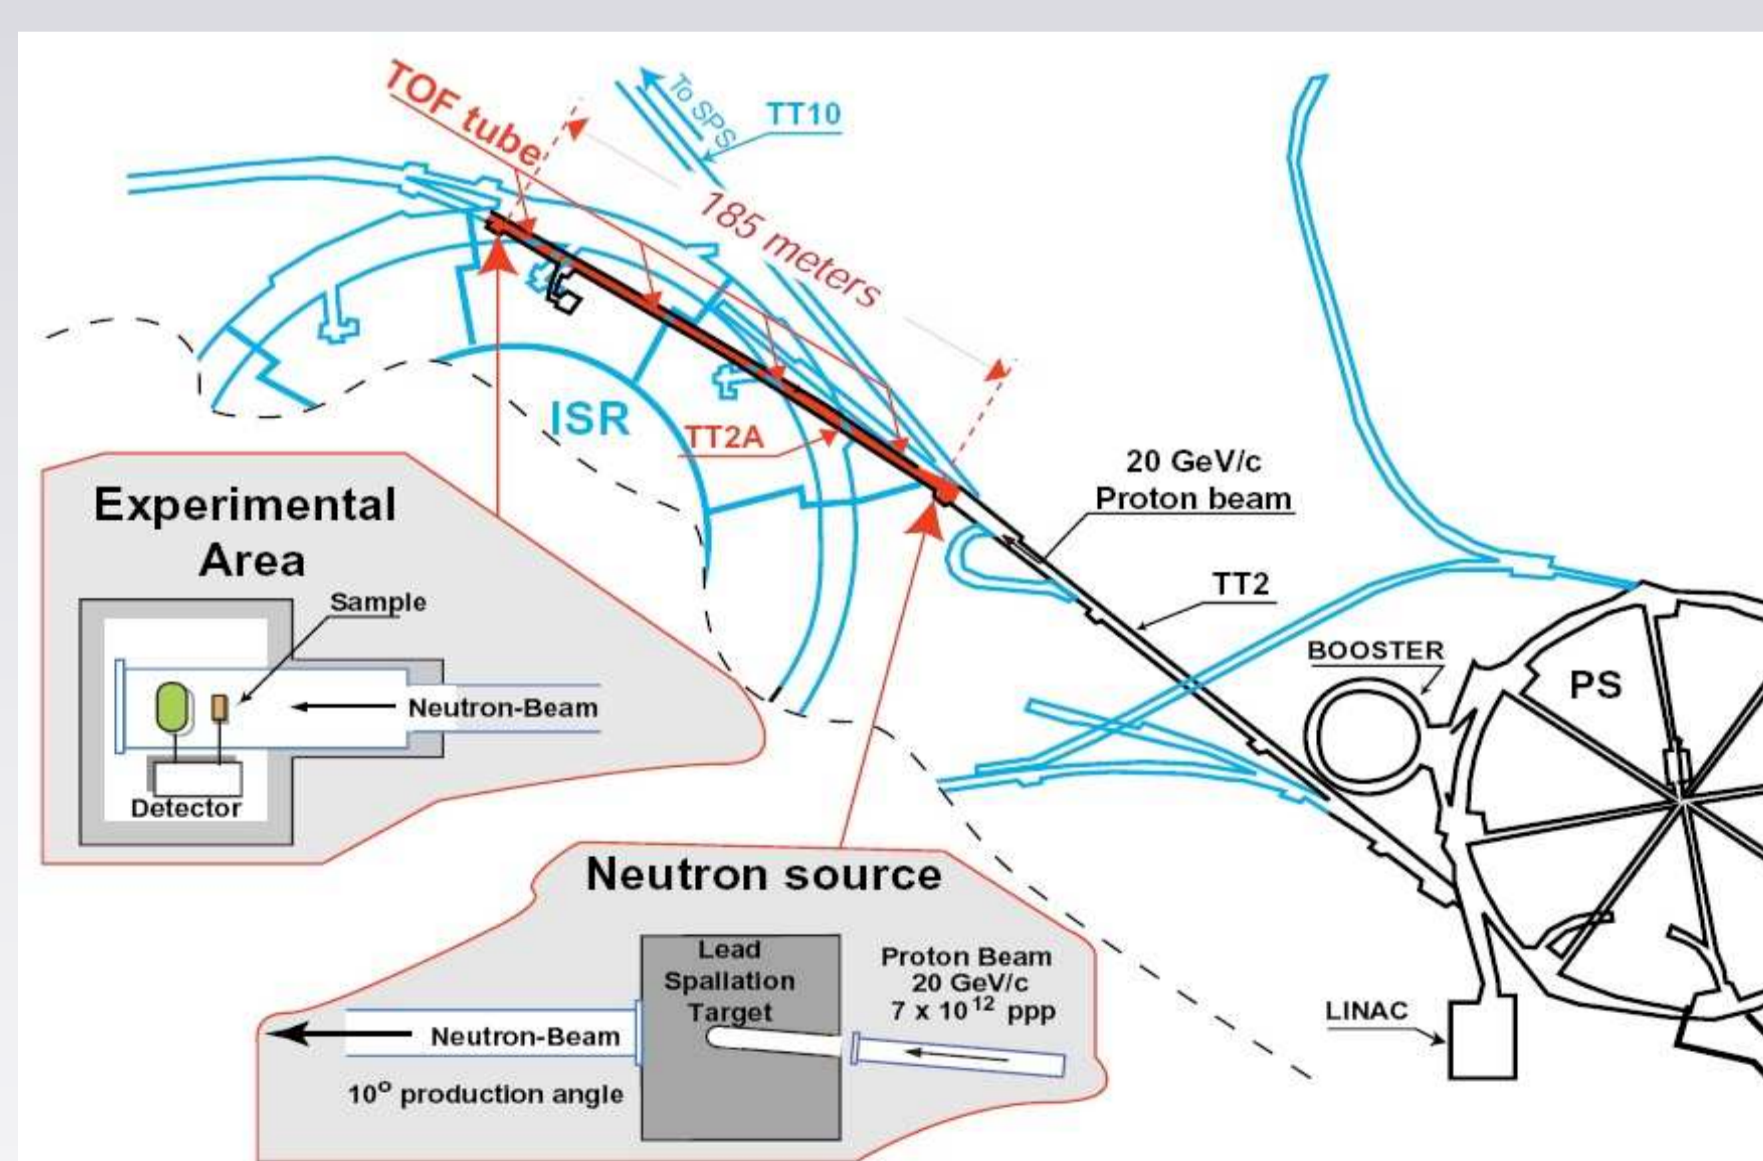 TOF tube
To SPS
TT10
185 meters
ISR
TT2A
20 GeV/c
Proton beam
TT2
BOOSTER
PS
LINAC
Experimental
Area
Sample
Neutron-Beam
Detector
Neutron source
Lead
Spallation
Target
Proton Beam
20 GeV/c
7 x 10¹² ppp
Neutron-Beam
10° production angle